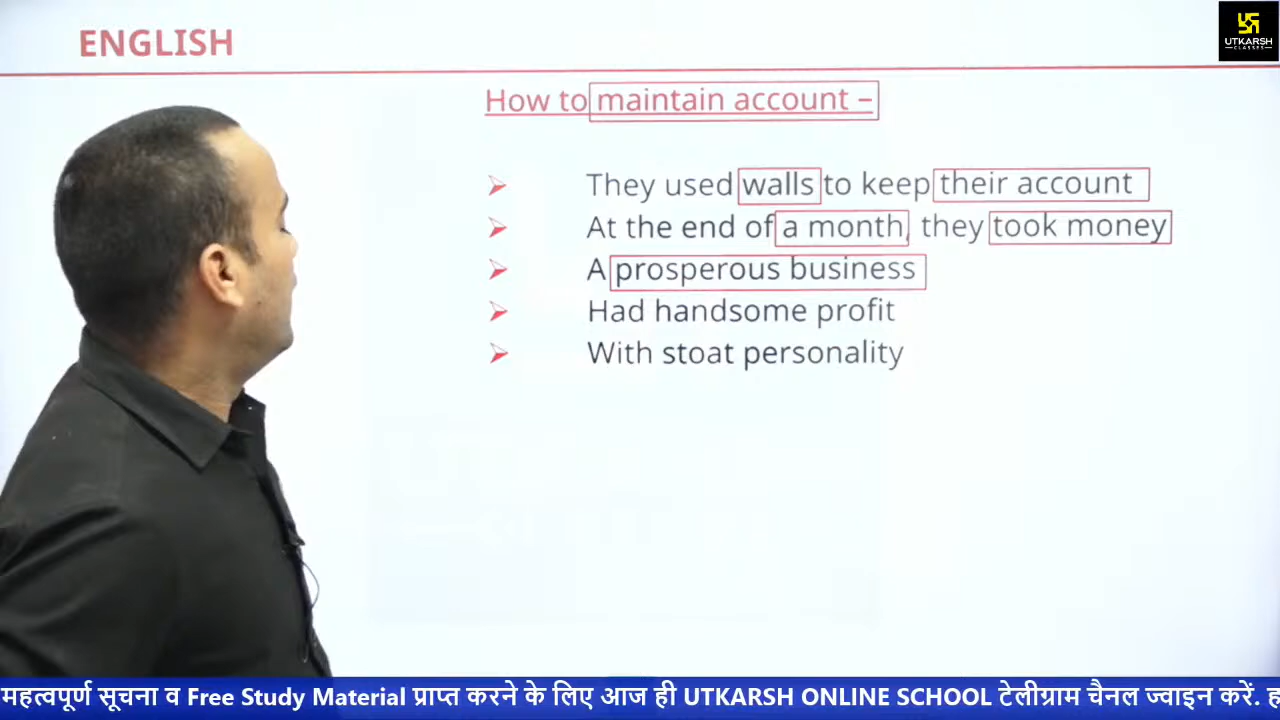 ENGLISH
UTKARSH
CLASSES
How to maintain account –
They used walls to keep their account
At the end of a month, they took money
A prosperous business
Had handsome profit
With stoat personality
महत्वपूर्ण सूचना व Free Study Material प्राप्त करने के लिए आज ही UTKARSH ONLINE SCHOOL टेलीग्राम चैनल ज्वाइन करें. ह